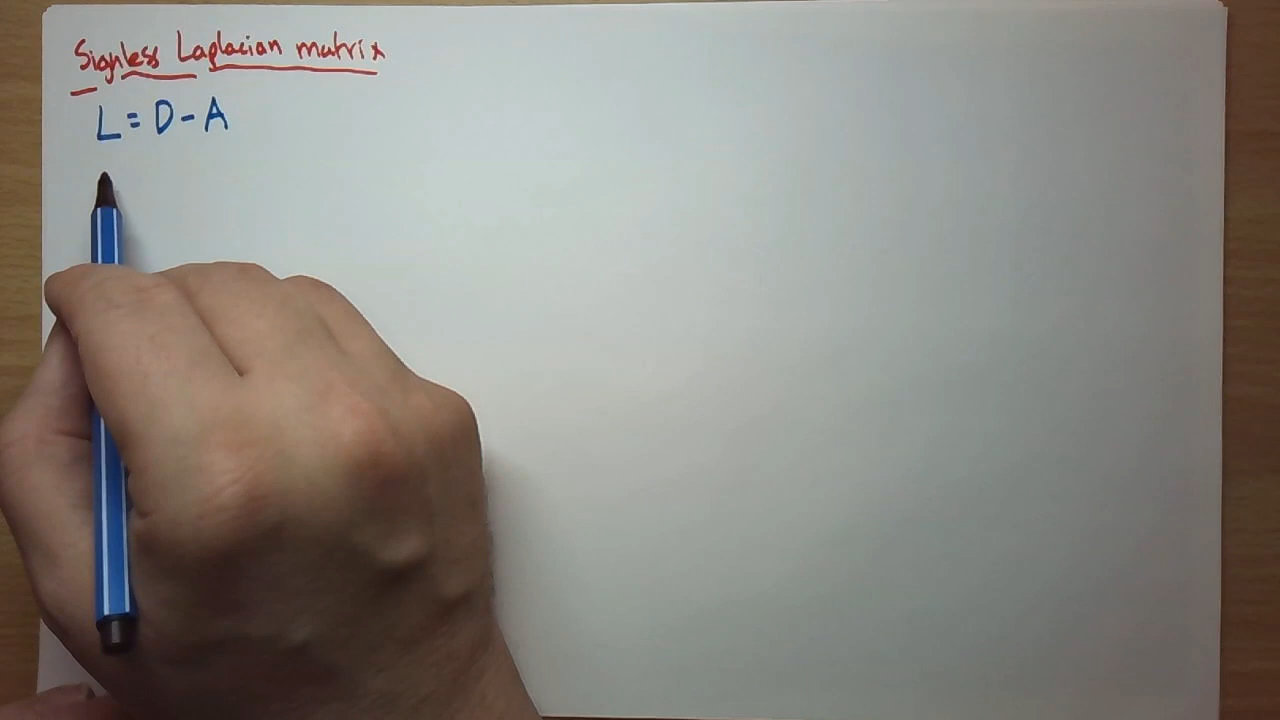 Signless Laplacian matrix
L = D - A